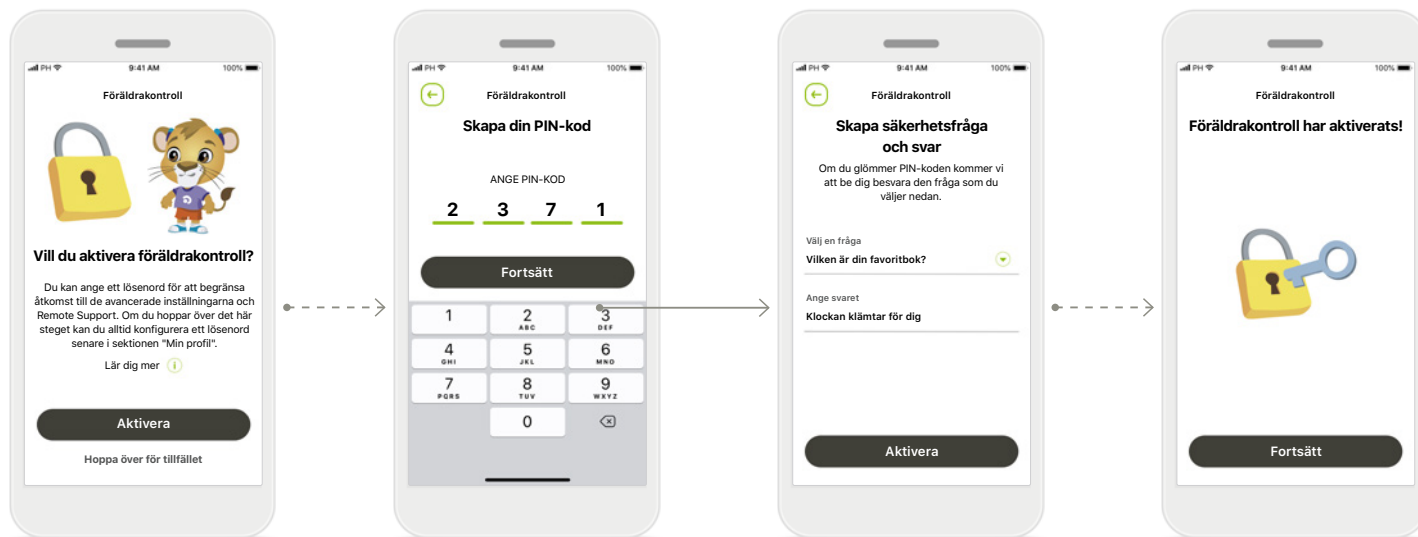 PH 9:41 AM 100%
Föräldrakontroll
Vill du aktivera föräldrakontroll?
Du kan ange ett lösenord för att begränsa
åtkomst till de avancerade inställningarna och
Remote Support. Om du hoppar över det här
steget kan du alltid konfigurera ett lösenord
senare i sektionen "Min profil".
Lär dig mer i
Aktivera
Hoppa över för tillfället
PH 9:41 AM 100%
Föräldrakontroll
Skapa din PIN-kod
ANGE PIN-KOD
2 3 7 1
Fortsätt
1 2 3
ABC DEF
4 5 6
GHI JKL MNO
7 8 9
PGRS TUV WXYZ
0
PH 9:41 AM 100%
Föräldrakontroll
Skapa säkerhetsfråga
och svar
Om du glömmer PIN-koden kommer vi
att be dig besvara den fråga som du
väljer nedan.
Välj en fråga
Vilken är din favoritbok?
Ange svaret
Klockan klämtar för dig
Aktivera
PH 9:41 AM 100%
Föräldrakontroll
Föräldrakontroll har aktiverats!
Fortsätt